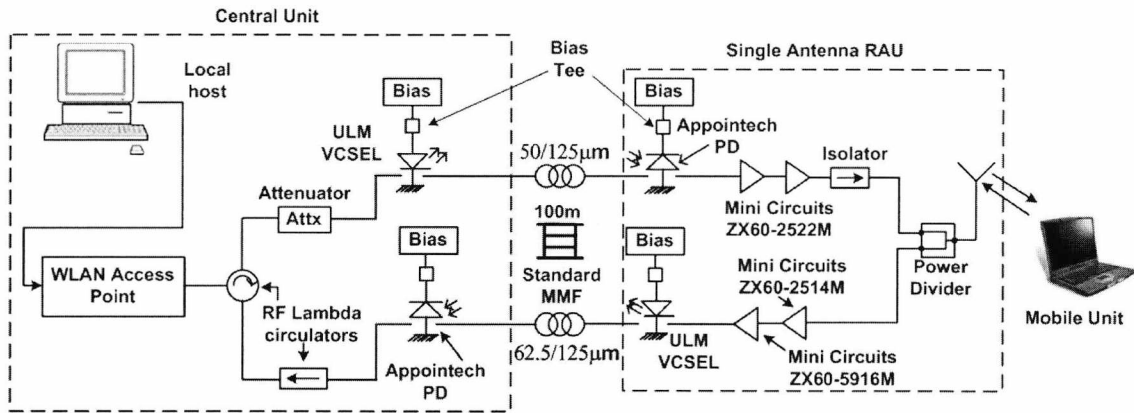 Central Unit
Local
host
Bias
ULM
VCSEL
Attenuator
Attx
WLAN Access
Point
RF Lambda
circulators
Bias
Appointech
PD
Bias
Tee
50/125μm
100m
Standard
MMF
62.5/125μm
Single Antenna RAU
Bias
Appointech
PD
Isolator
Mini Circuits
ZX60-2522M
Bias
ULM
VCSEL
Mini Circuits
ZX60-2514M
Mini Circuits
ZX60-5916M
Power
Divider
Mobile Unit